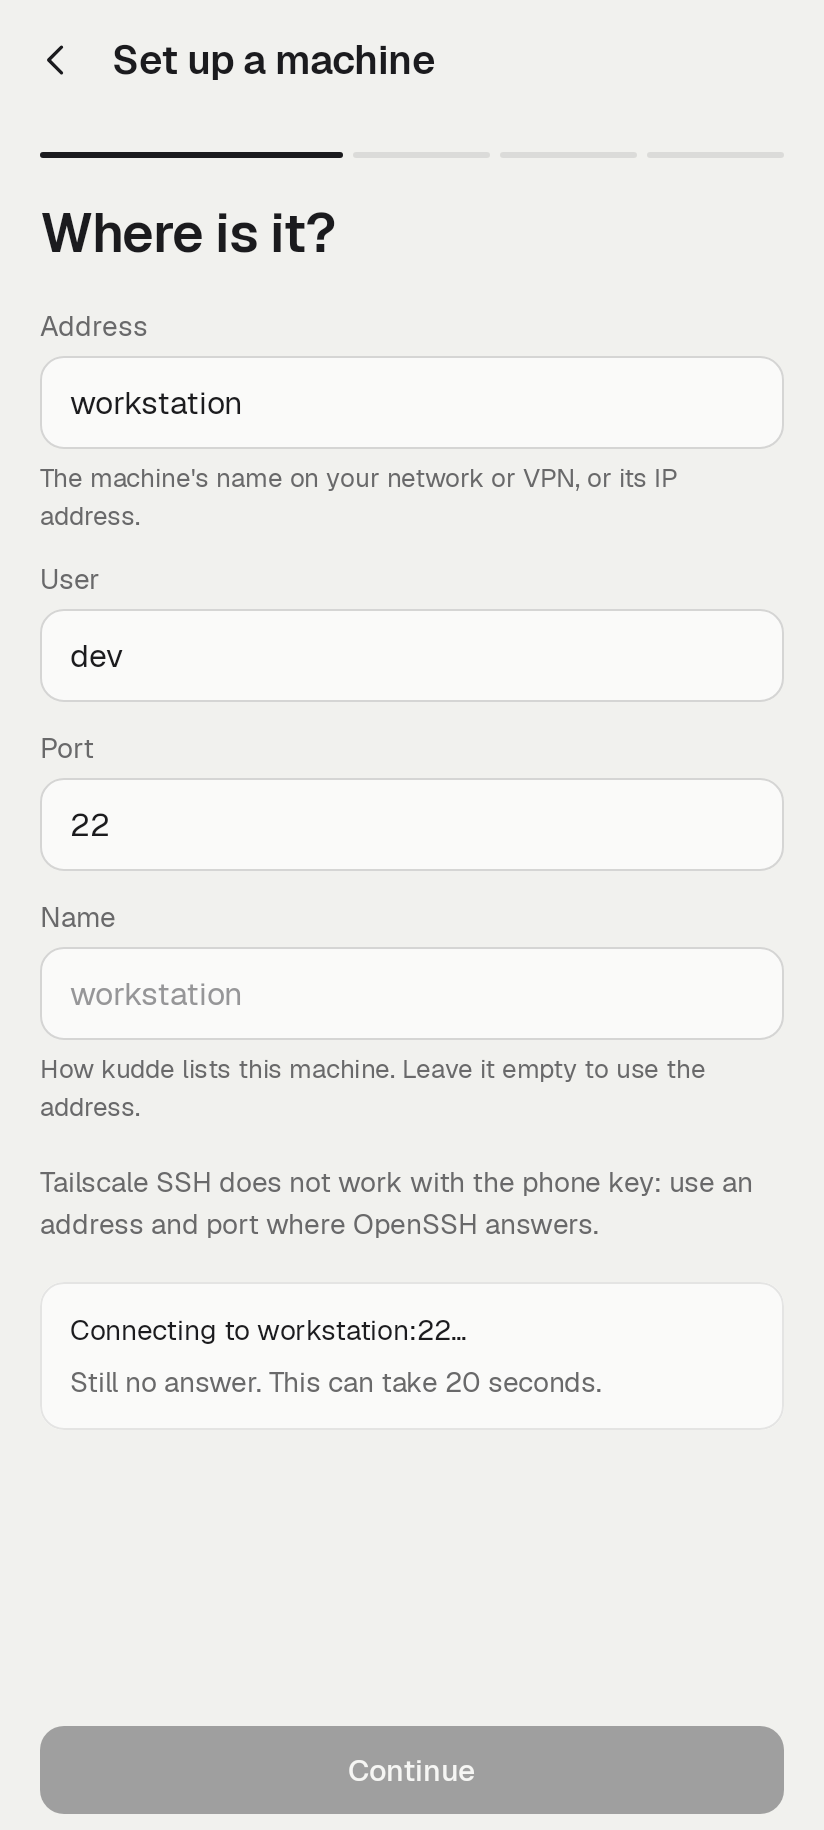 Set up a machine
Where is it?
Address
workstation
The machine's name on your network or VPN, or its IP
address.
User
dev
Port
22
Name
workstation
How kudde lists this machine. Leave it empty to use the
address.
Tailscale SSH does not work with the phone key: use an
address and port where OpenSSH answers.
Connecting to workstation:22…
Still no answer. This can take 20 seconds.
Continue